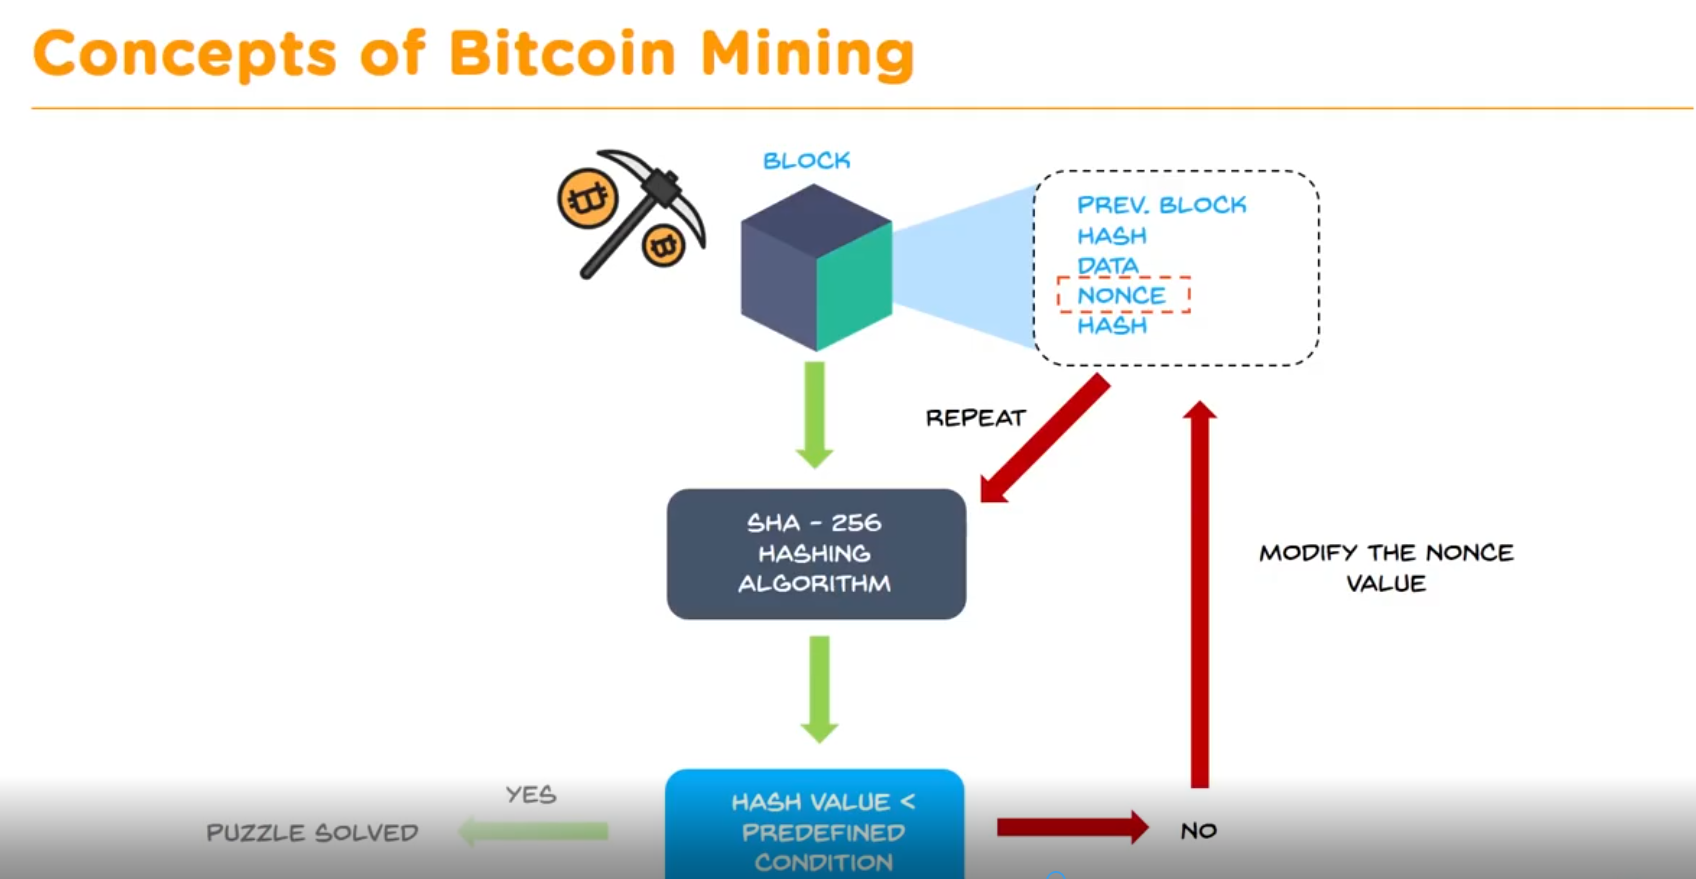 Concepts of Bitcoin Mining
BLOCK
PREV. BLOCK
HASH
DATA
NONCE
HASH
REPEAT
SHA - 256
HASHING
ALGORITHM
MODIFY THE NONCE
VALUE
YES
PUZZLE SOLVED
HASH VALUE <
PREDEFINED
CONDITION
NO